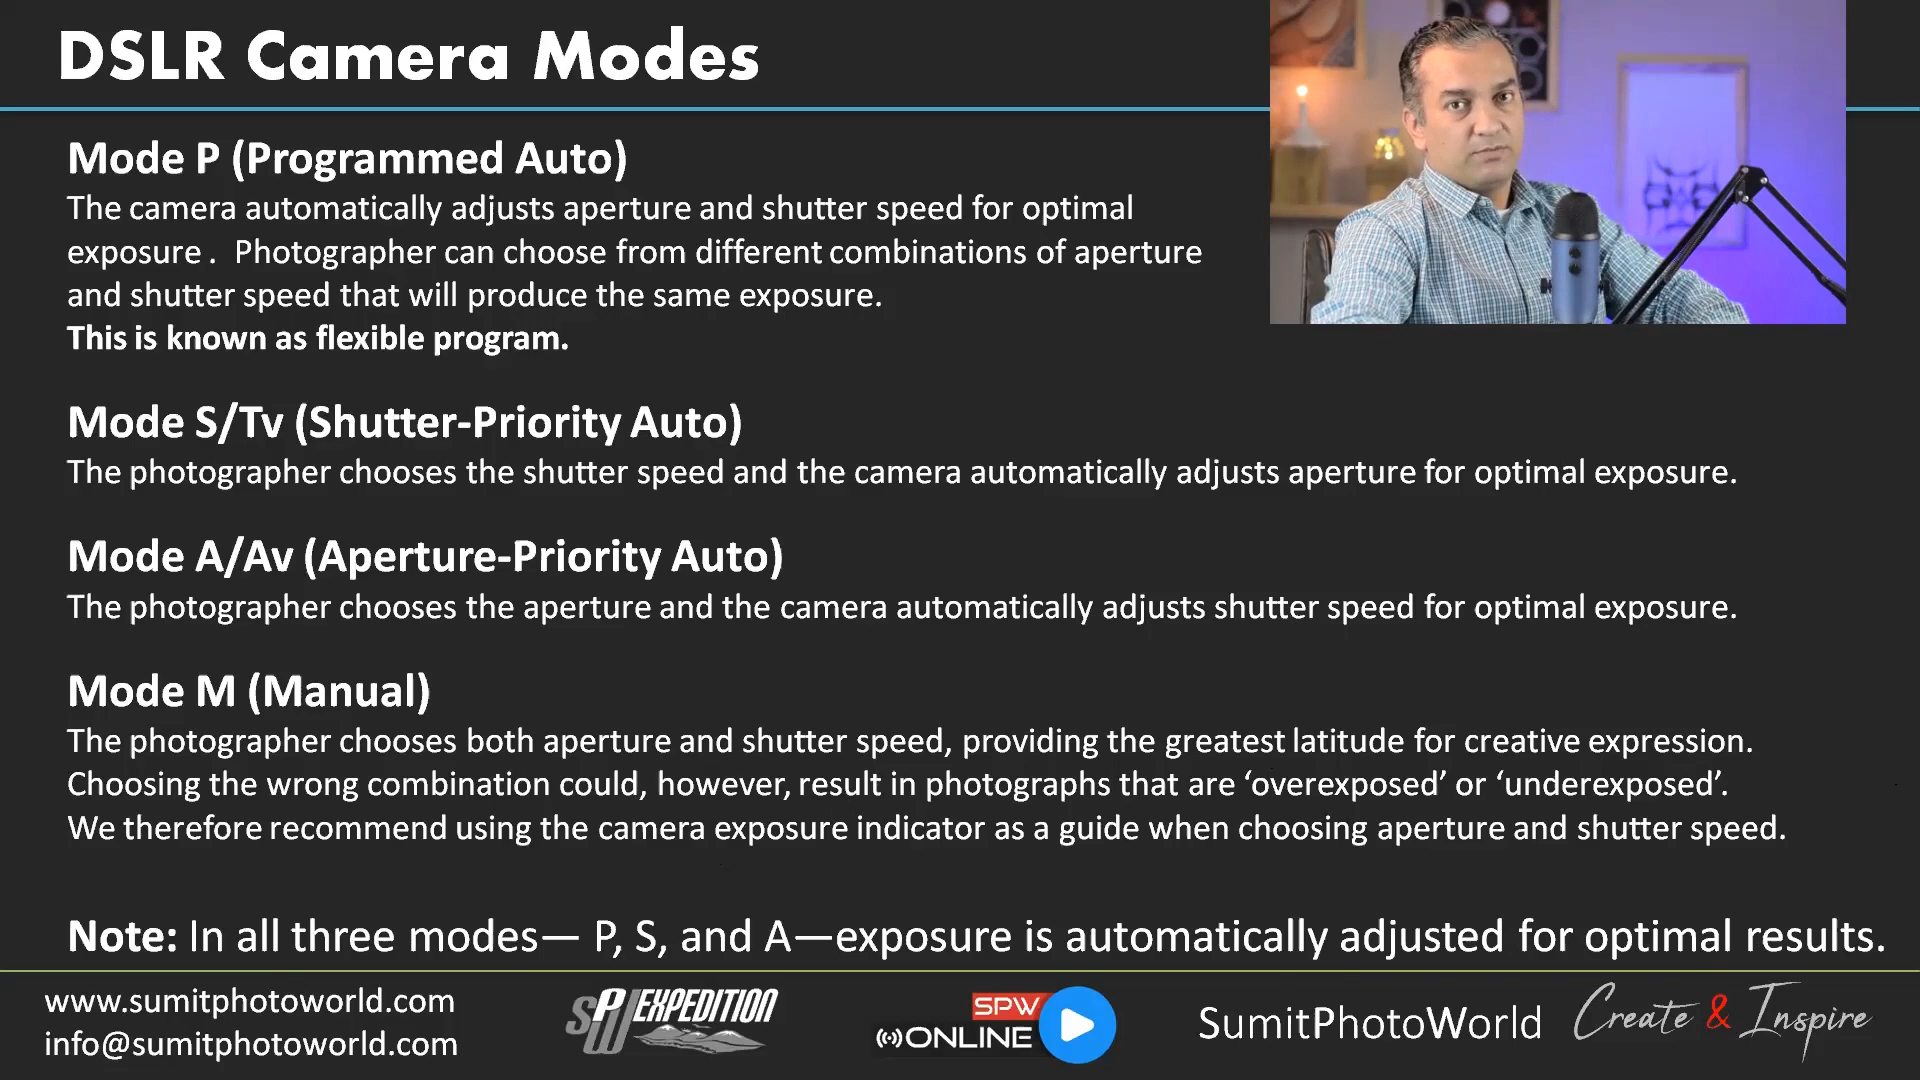 DSLR Camera Modes
Mode P (Programmed Auto)
The camera automatically adjusts aperture and shutter speed for optimal
exposure .  Photographer can choose from different combinations of aperture
and shutter speed that will produce the same exposure.
This is known as flexible program.
Mode S/Tv (Shutter-Priority Auto)
The photographer chooses the shutter speed and the camera automatically adjusts aperture for optimal exposure.
Mode A/Av (Aperture-Priority Auto)
The photographer chooses the aperture and the camera automatically adjusts shutter speed for optimal exposure.
Mode M (Manual)
The photographer chooses both aperture and shutter speed, providing the greatest latitude for creative expression.
Choosing the wrong combination could, however, result in photographs that are ‘overexposed’ or ‘underexposed’.
We therefore recommend using the camera exposure indicator as a guide when choosing aperture and shutter speed.
Note: In all three modes— P, S, and A—exposure is automatically adjusted for optimal results.
www.sumitphotoworld.com
info@sumitphotoworld.com
SPW EXPEDITION
SPW
ONLINE
SumitPhotoWorld
Create & Inspire